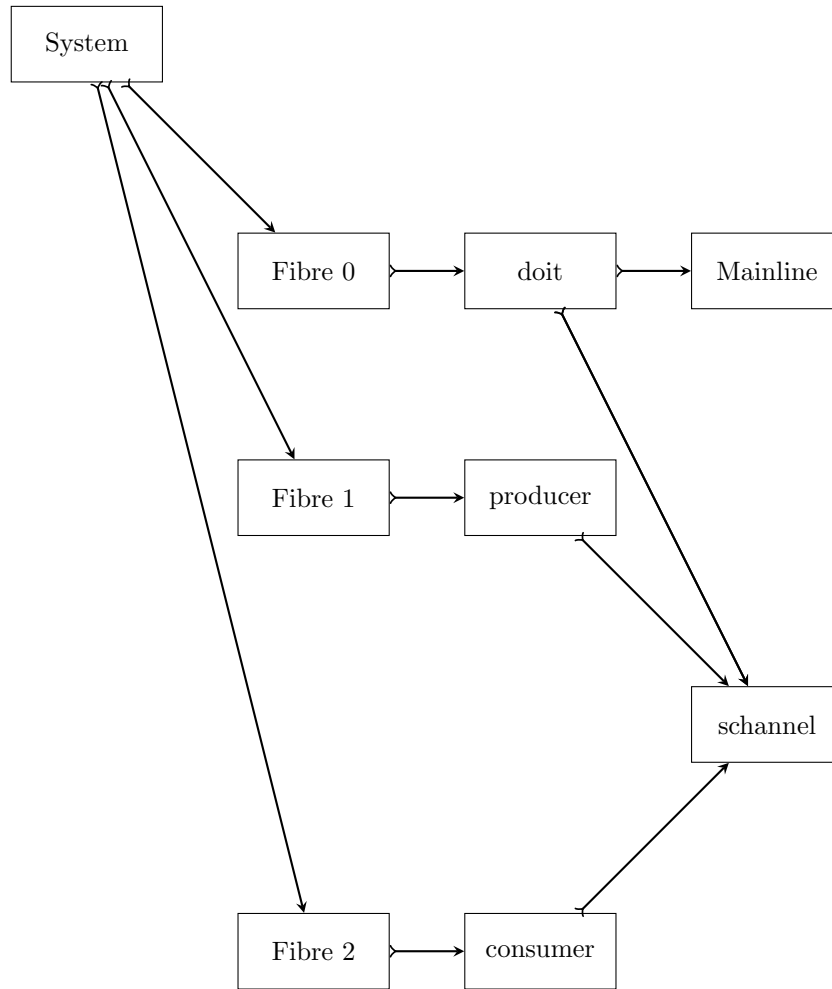 System
Fibre 0
doit
Mainline
Fibre 1
producer
schannel
Fibre 2
consumer